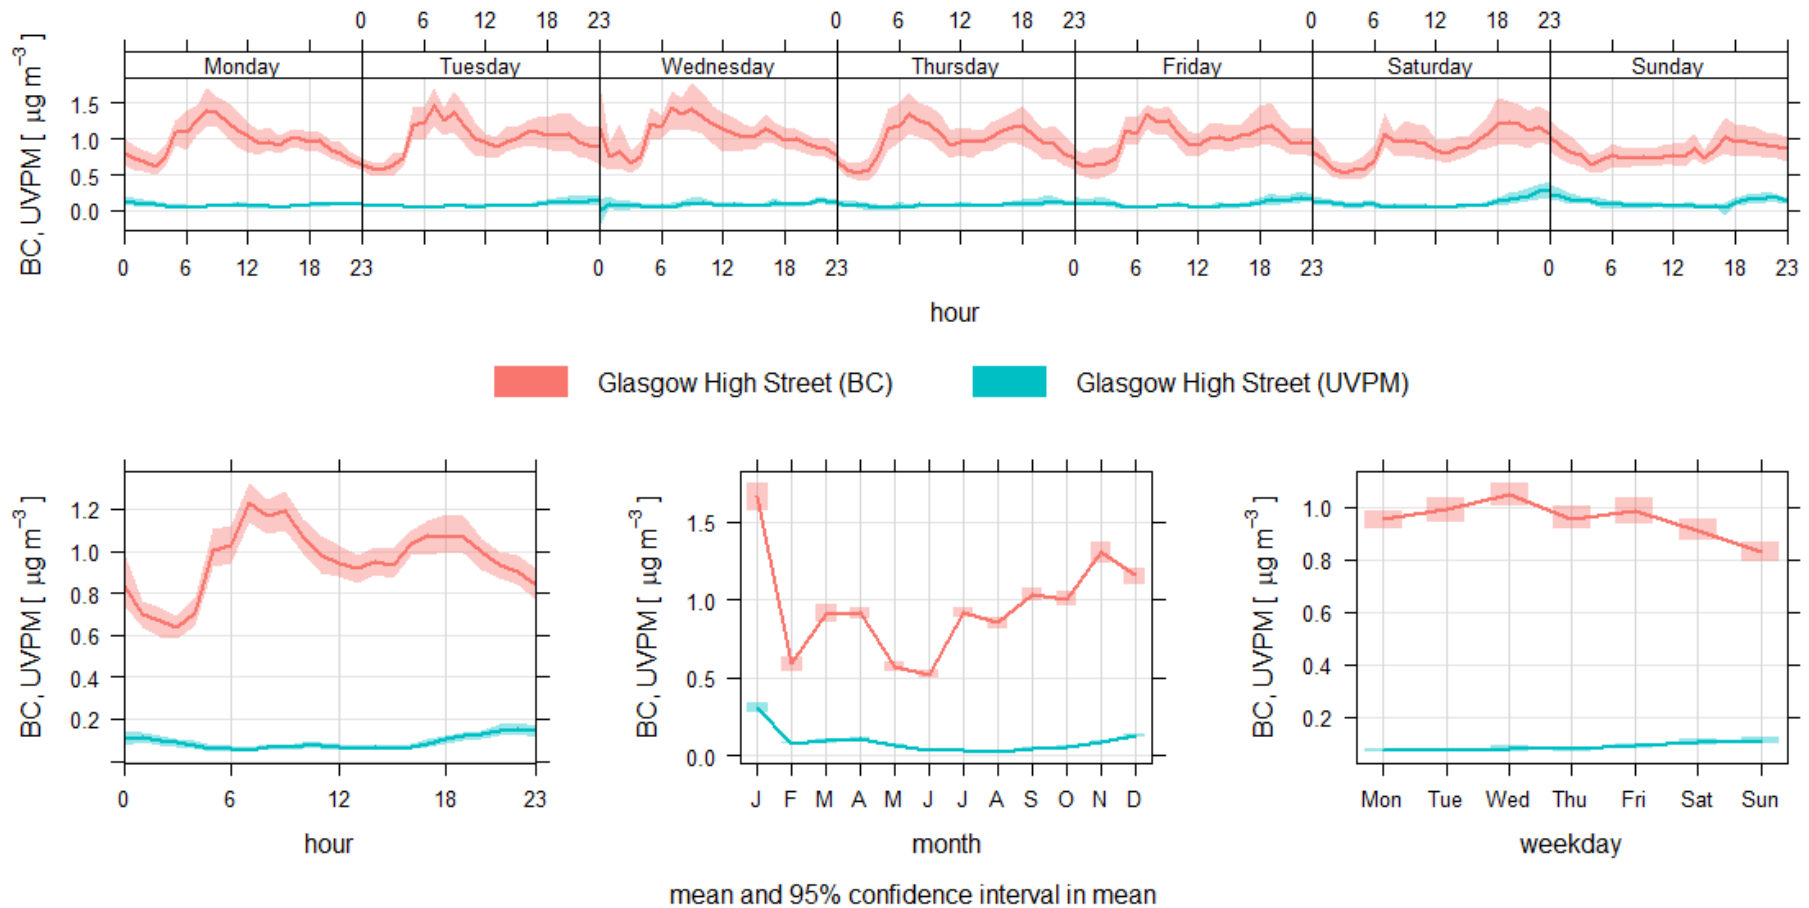 0 6 12 18 23 0 6 12 18 23 0 6 12 18 23
Monday Tuesday Wednesday Thursday Friday Saturday Sunday
BC, UVPM [ µg m⁻³ ]
1.5
1.0
0.5
0.0
0 6 12 18 23 0 6 12 18 23 0 6 12 18 23 0 6 12 18 23
hour
Glasgow High Street (BC) Glasgow High Street (UVPM)
BC, UVPM [ µg m⁻³ ]
1.2
1.0
0.8
0.6
0.4
0.2
0 6 12 18 23
hour
BC, UVPM [ µg m⁻³ ]
1.5
1.0
0.5
0.0
J F M A M J J A S O N D
month
BC, UVPM [ µg m⁻³ ]
1.0
0.8
0.6
0.4
0.2
Mon Tue Wed Thu Fri Sat Sun
weekday
mean and 95% confidence interval in mean